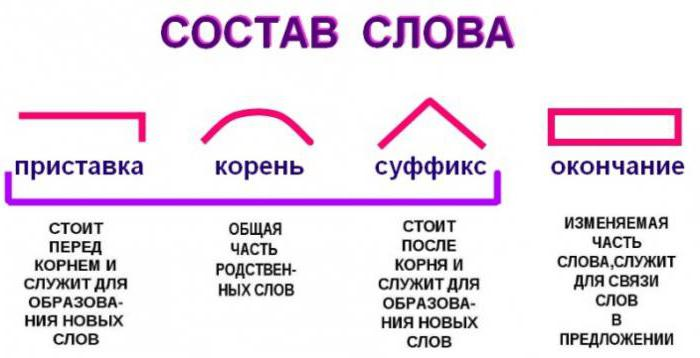 СОСТАВ СЛОВА
приставка корень суффикс окончание
СТОИТ
ПЕРЕД
КОРНЕМ И
СЛУЖИТ ДЛЯ
ОБРАЗОВА-
НИЯ НОВЫХ
СЛОВ
ОБЩАЯ
ЧАСТЬ
РОДСТВЕН-
НЫХ СЛОВ
СТОИТ
ПОСЛЕ
КОРНЯ И
СЛУЖИТ ДЛЯ
ОБРАЗОВА-
НИЯ НОВЫХ
СЛОВ
ИЗМЕНЯЕМАЯ
ЧАСТЬ
СЛОВА,СЛУЖИТ
ДЛЯ СВЯЗИ
СЛОВ
В
ПРЕДЛОЖЕНИИ